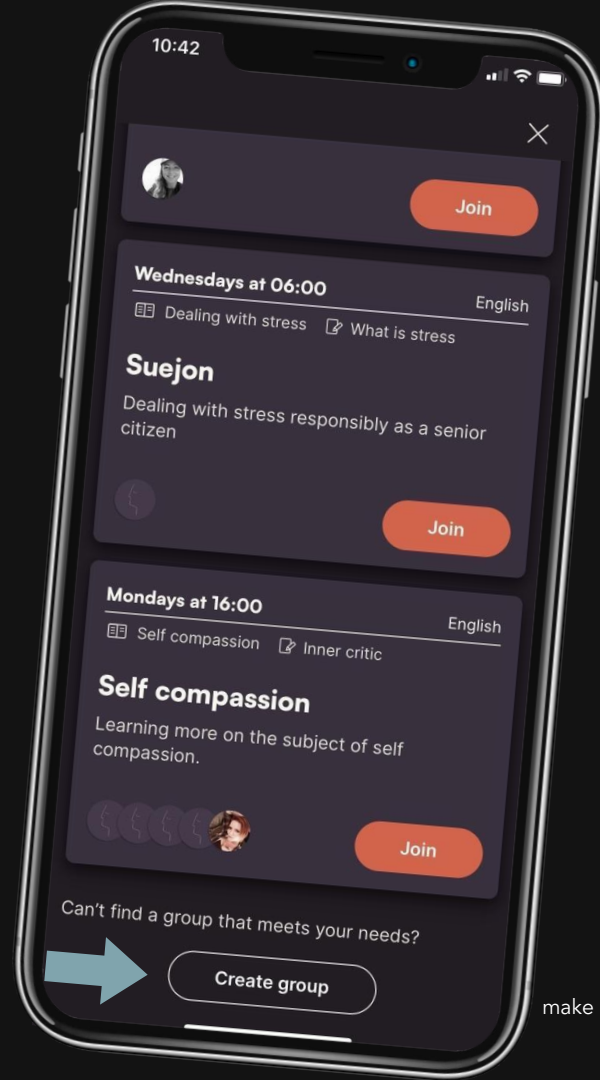 10:42
Join
Wednesdays at 06:00
English
Dealing with stress What is stress
Suejon
Dealing with stress responsibly as a senior
citizen
Join
Mondays at 16:00
English
Self compassion Inner critic
Self compassion
Learning more on the subject of self
compassion.
Join
Can't find a group that meets your needs?
Create group
make